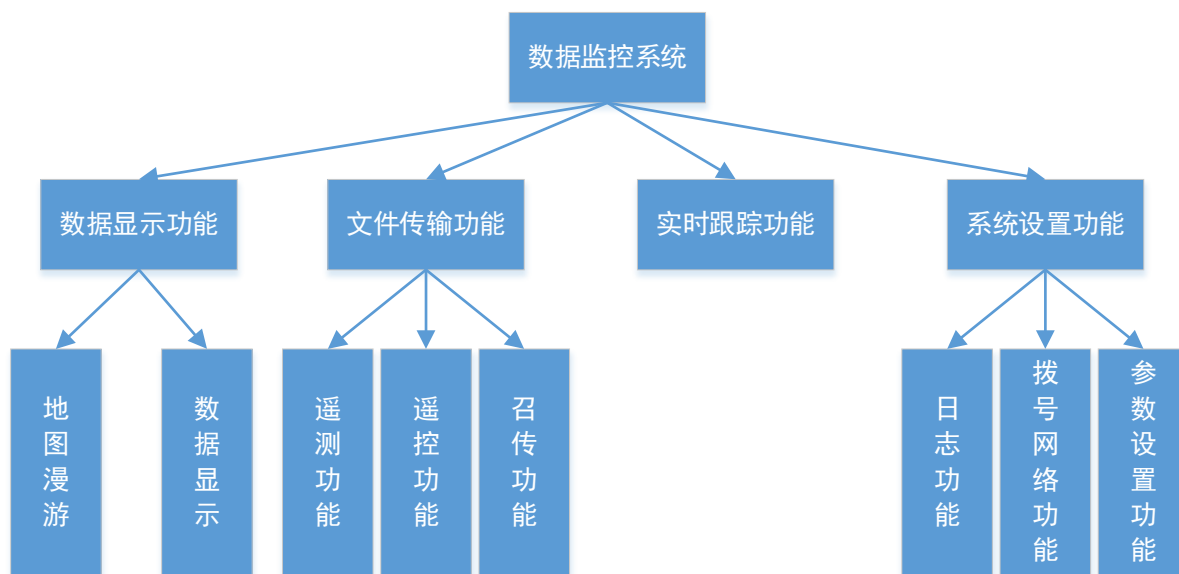 数据监控系统
数据显示功能
文件传输功能
实时跟踪功能
系统设置功能
地图漫游
数据显示
遥测功能
遥控功能
召传功能
日志功能
拨号网络功能
参数设置功能